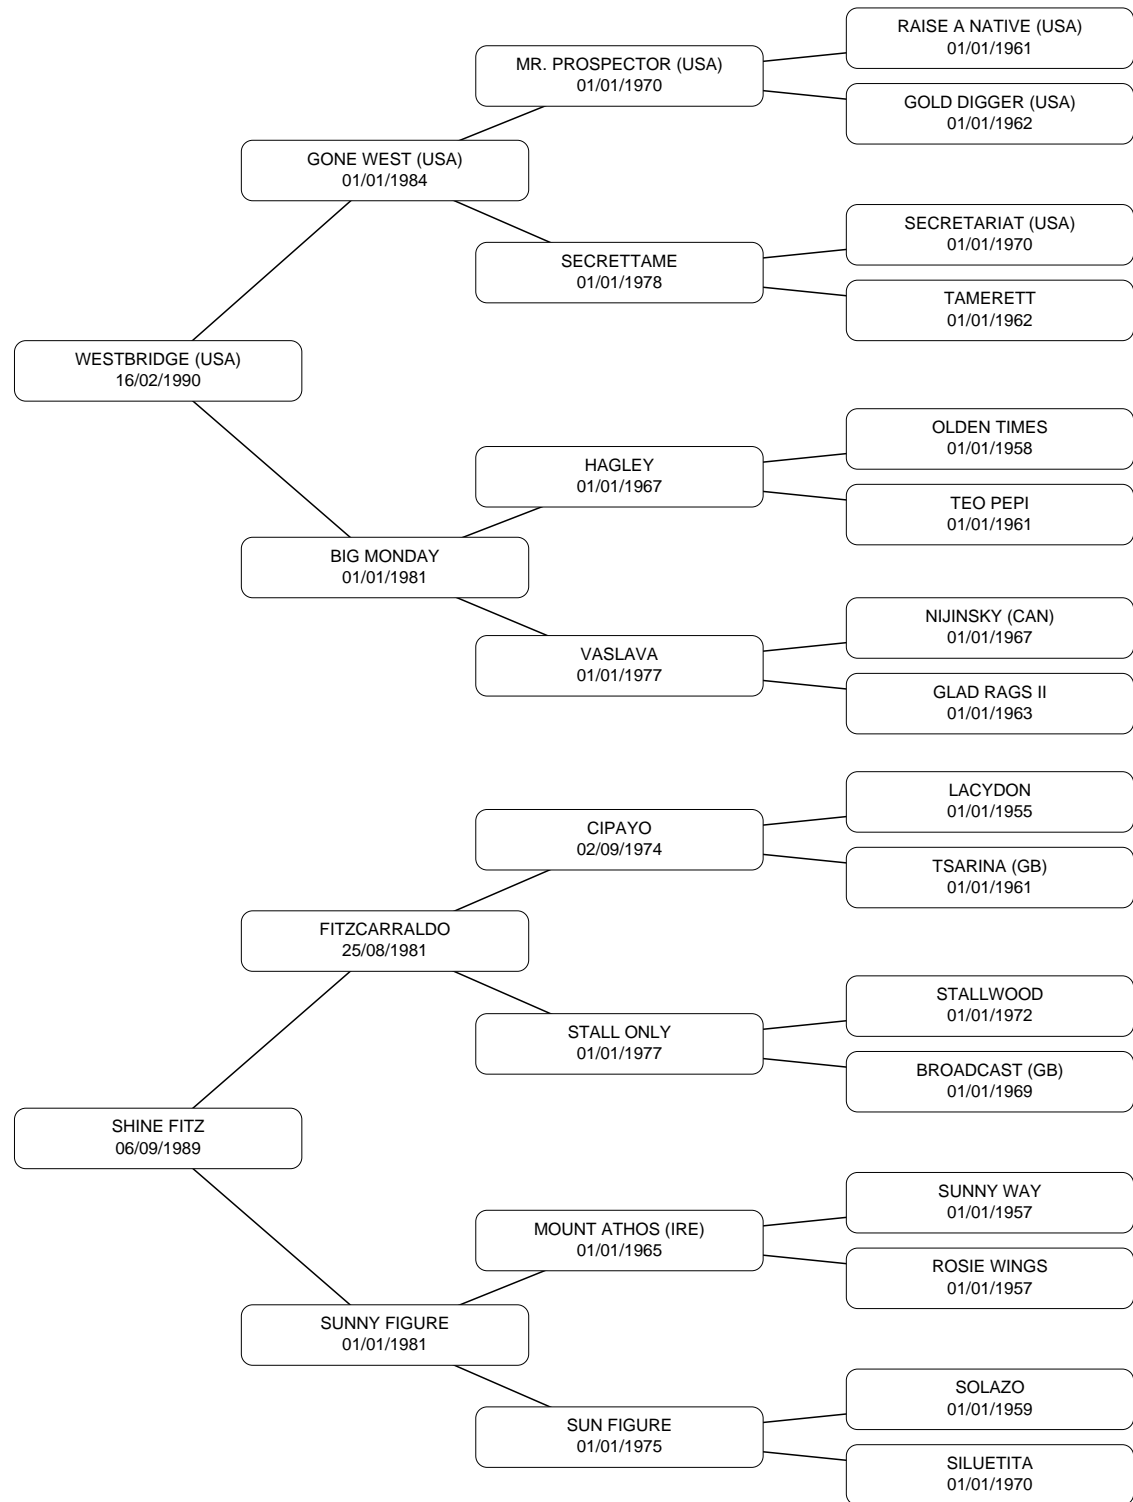 RAISE A NATIVE (USA)
01/01/1961
MR. PROSPECTOR (USA)
01/01/1970
GOLD DIGGER (USA)
01/01/1962
GONE WEST (USA)
01/01/1984
SECRETARIAT (USA)
01/01/1970
SECRETTAME
01/01/1978
TAMERETT
01/01/1962
WESTBRIDGE (USA)
16/02/1990
OLDEN TIMES
01/01/1958
HAGLEY
01/01/1967
TEO PEPI
01/01/1961
BIG MONDAY
01/01/1981
NIJINSKY (CAN)
01/01/1967
VASLAVA
01/01/1977
GLAD RAGS II
01/01/1963
LACYDON
01/01/1955
CIPAYO
02/09/1974
TSARINA (GB)
01/01/1961
FITZCARRALDO
25/08/1981
STALLWOOD
01/01/1972
STALL ONLY
01/01/1977
BROADCAST (GB)
01/01/1969
SHINE FITZ
06/09/1989
SUNNY WAY
01/01/1957
MOUNT ATHOS (IRE)
01/01/1965
ROSIE WINGS
01/01/1957
SUNNY FIGURE
01/01/1981
SOLAZO
01/01/1959
SUN FIGURE
01/01/1975
SILUETITA
01/01/1970